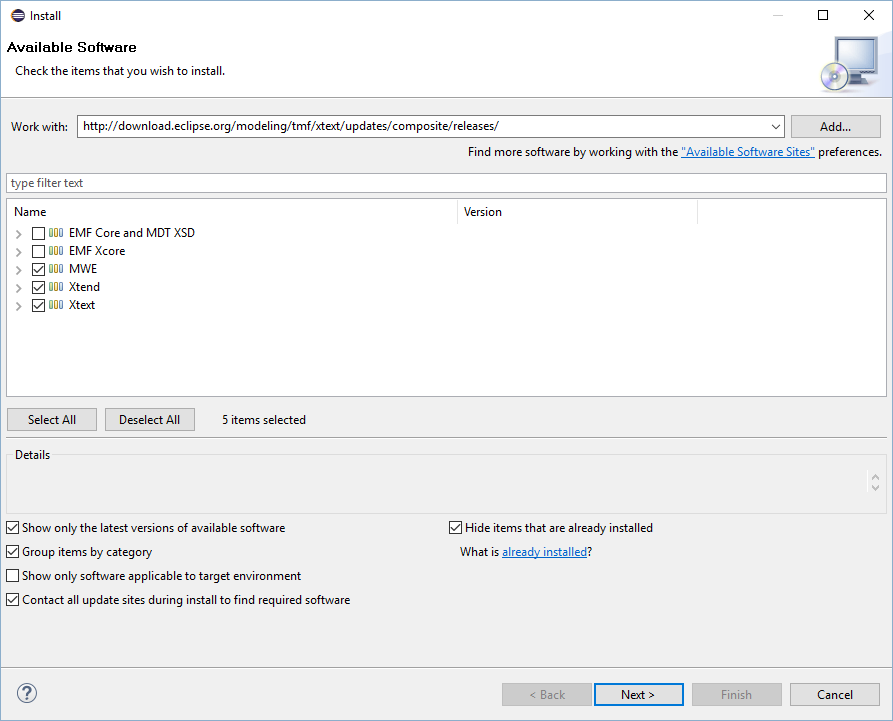 Install
Available Software
Check the items that you wish to install.
Work with: http://download.eclipse.org/modeling/tmf/xtext/updates/composite/releases/ Add...
Find more software by working with the "Available Software Sites" preferences.
type filter text
Name Version
EMF Core and MDT XSD
EMF Xcore
MWE
Xtend
Xtext
Select All Deselect All 5 items selected
Details
Show only the latest versions of available software Hide items that are already installed
Group items by category What is already installed?
Show only software applicable to target environment
Contact all update sites during install to find required software
? < Back Next > Finish Cancel